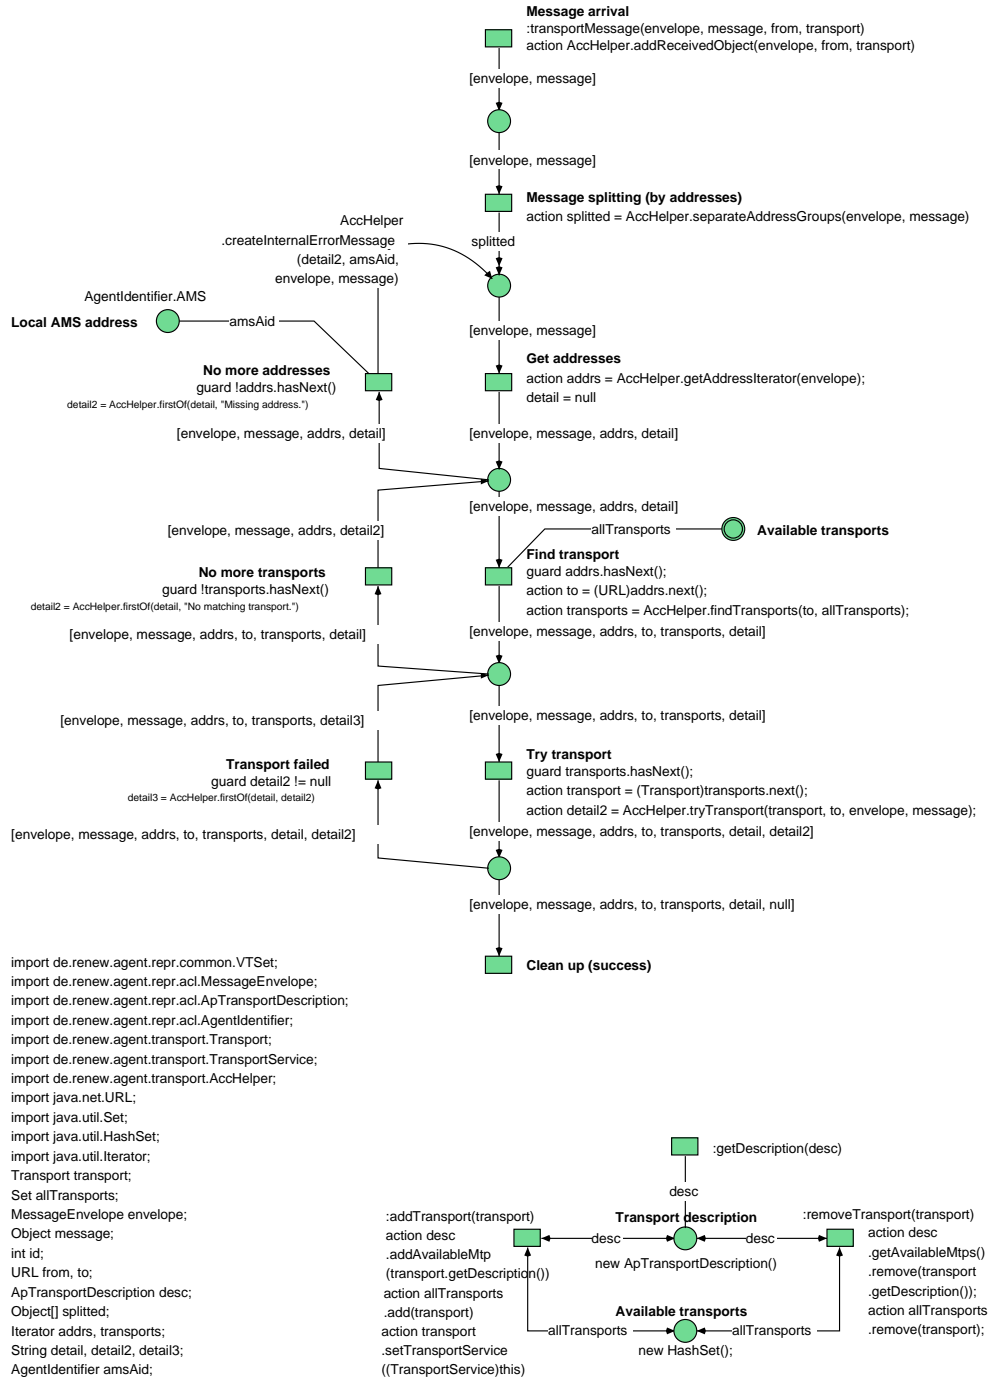 Message arrival
:transportMessage(envelope, message, from, transport)
action AccHelper.addReceivedObject(envelope, from, transport)
[envelope, message]
[envelope, message]
Message splitting (by addresses)
action splitted = AccHelper.separateAddressGroups(envelope, message)
AccHelper
.createInternalErrorMessage
(detail2, amsAid,
envelope, message)
splitted
AgentIdentifier.AMS
Local AMS address
amsAid
[envelope, message]
Get addresses
action addrs = AccHelper.getAddressIterator(envelope);
detail = null
No more addresses
guard !addrs.hasNext()
detail2 = AccHelper.firstOf(detail, "Missing address.")
[envelope, message, addrs, detail]
[envelope, message, addrs, detail]
[envelope, message, addrs, detail]
[envelope, message, addrs, detail2]
allTransports
Available transports
Find transport
guard addrs.hasNext;
action to = (URL)addrs.next();
action transports = AccHelper.findTransports(to, allTransports);
No more transports
guard !transports.hasNext()
detail2 = AccHelper.firstOf(detail, "No matching transport.")
[envelope, message, addrs, to, transports, detail]
[envelope, message, addrs, to, transports, detail]
[envelope, message, addrs, to, transports, detail3]
[envelope, message, addrs, to, transports, detail]
Transport failed
guard detail2 != null
detail3 = AccHelper.firstOf(detail, detail2)
Try transport
guard transports.hasNext();
action transport = (Transport)transports.next();
action detail2 = AccHelper.tryTransport(transport, to, envelope, message);
[envelope, message, addrs, to, transports, detail, detail2]
[envelope, message, addrs, to, transports, detail, detail2]
[envelope, message, addrs, to, transports, detail, null]
Clean up (success)
import de.renew.agent.repr.common.VTSet;
import de.renew.agent.repr.acl.MessageEnvelope;
import de.renew.agent.repr.acl.ApTransportDescription;
import de.renew.agent.repr.acl.AgentIdentifier;
import de.renew.agent.transport.Transport;
import de.renew.agent.transport.TransportService;
import de.renew.agent.transport.AccHelper;
import java.net.URL;
import java.util.Set;
import java.util.HashSet;
import java.util.Iterator;
Transport transport;
Set allTransports;
MessageEnvelope envelope;
Object message;
int id;
URL from, to;
ApTransportDescription desc;
Object[] splitted;
Iterator addrs, transports;
String detail, detail2, detail3;
AgentIdentifier amsAid;
:getDescription(desc)
desc
:addTransport(transport)
action desc
.addAvailableMtp
(transport.getDescription())
action allTransports
.add(transport)
action transport
.setTransportService
((TransportService)this)
Transport description
desc
desc
new ApTransportDescription()
Available transports
allTransports
allTransports
new HashSet();
:removeTransport(transport)
action desc
.getAvailableMtps()
.remove(transport
.getDescription());
action allTransports
.remove(transport);